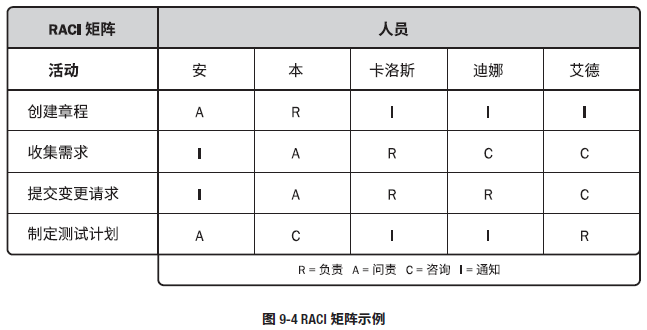 RACI 矩阵 人员
活动 安 本 卡洛斯 迪娜 艾德
创建章程 A R I I I
收集需求 I A R C C
提交变更请求 I A R R C
制定测试计划 A C I I R
R = 负责 A = 问责 C = 咨询 I = 通知
图 9-4 RACI 矩阵示例